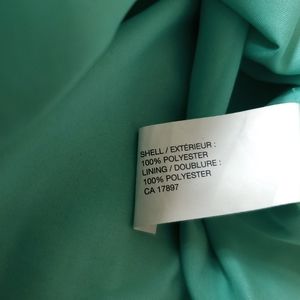 SHELL / EXTÉRIEUR :
100% POLYESTER
LINING / DOUBLURE :
100% POLYESTER
CA 17897